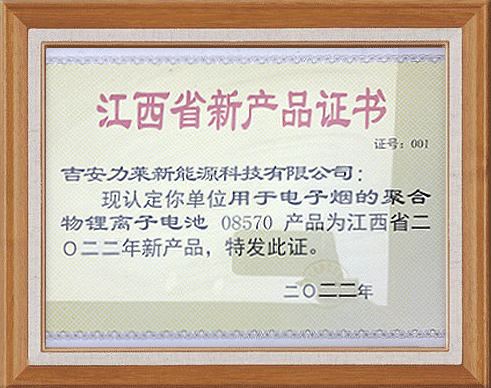 江西省新产品证书
证号：001
吉安力莱新能源科技有限公司：
现认定你单位用于电子烟的聚合
物锂离子电池 08570 产品为江西省二
〇二二年新产品，特发此证。
二〇二二年